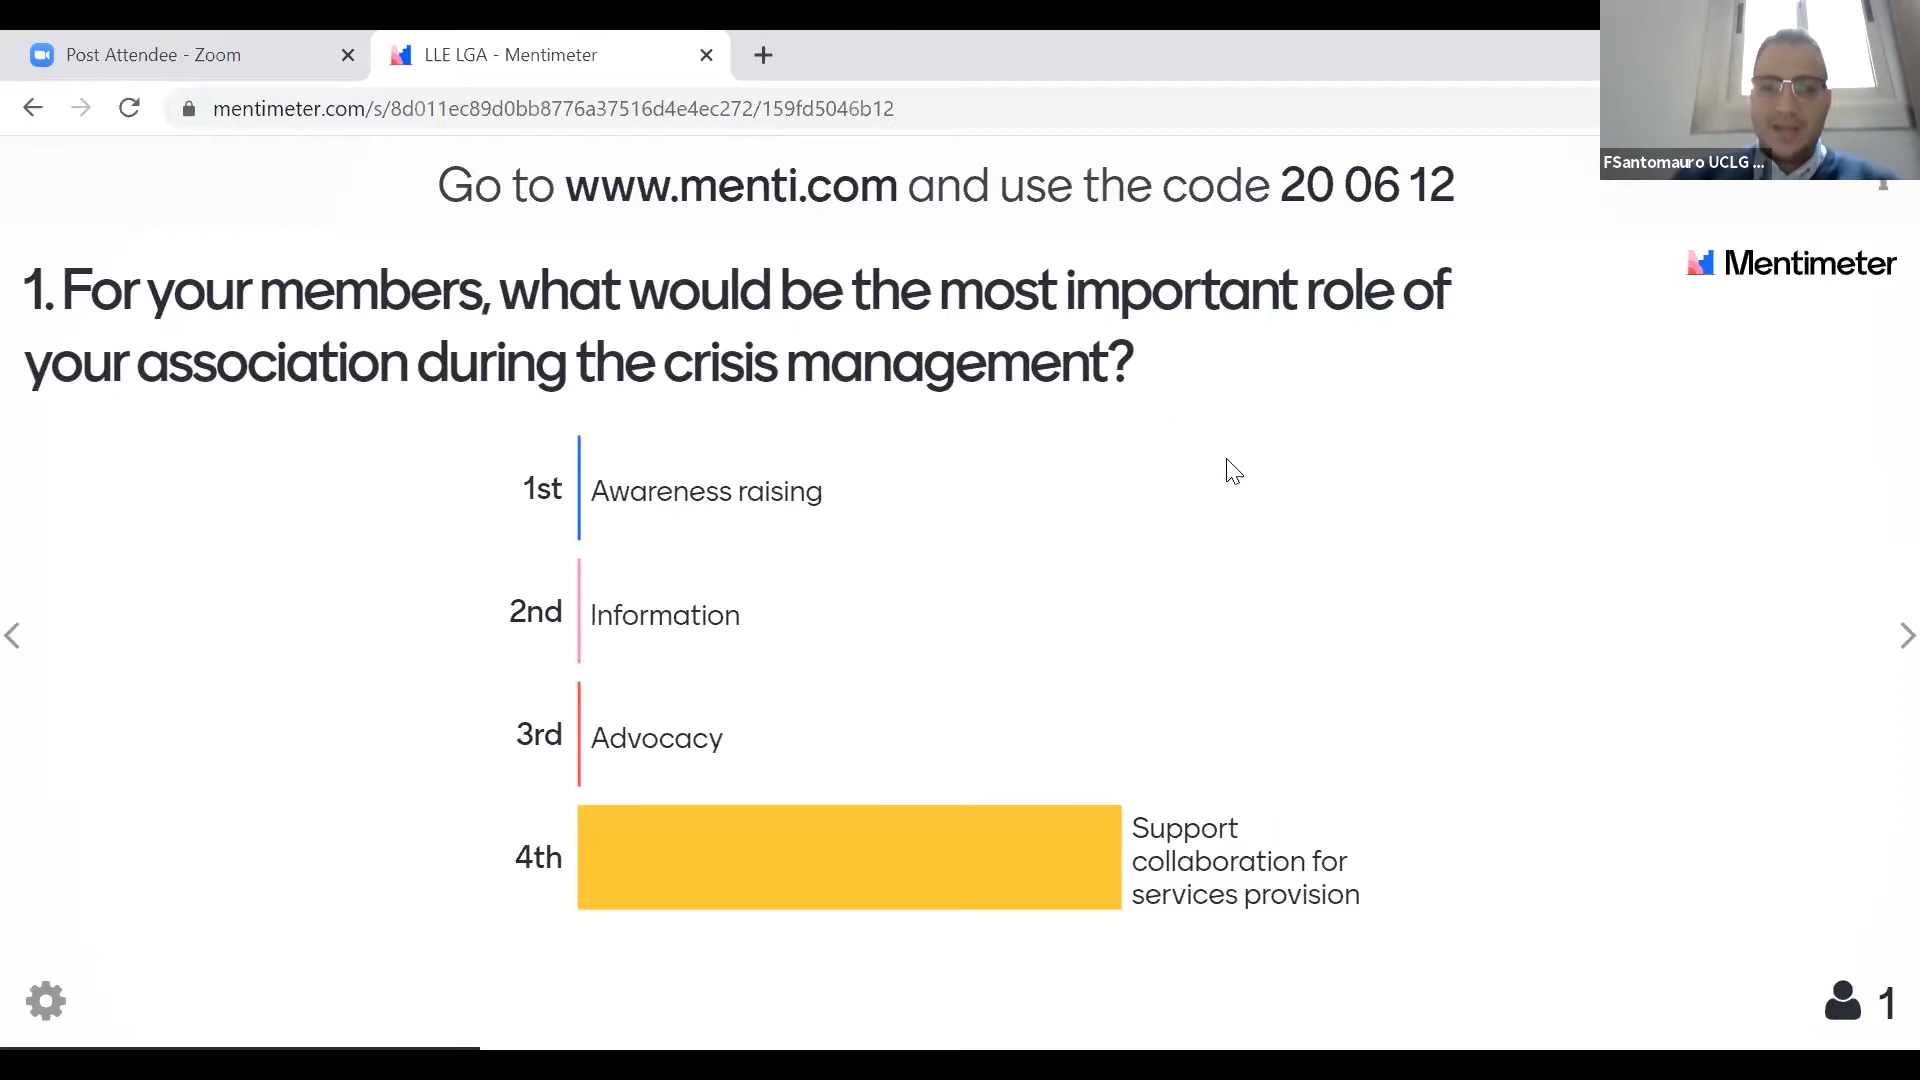 Post Attendee - Zoom
LLE LGA - Mentimeter
mentimeter.com/s/8d011ec89d0bb8776a37516d4e4ec272/159fd5046b12
FSantomauro UCLG ...
Go to www.menti.com and use the code 20 06 12
Mentimeter
1. For your members, what would be the most important role of
your association during the crisis management?
1st Awareness raising
2nd Information
3rd Advocacy
4th
Support
collaboration for
services provision
1